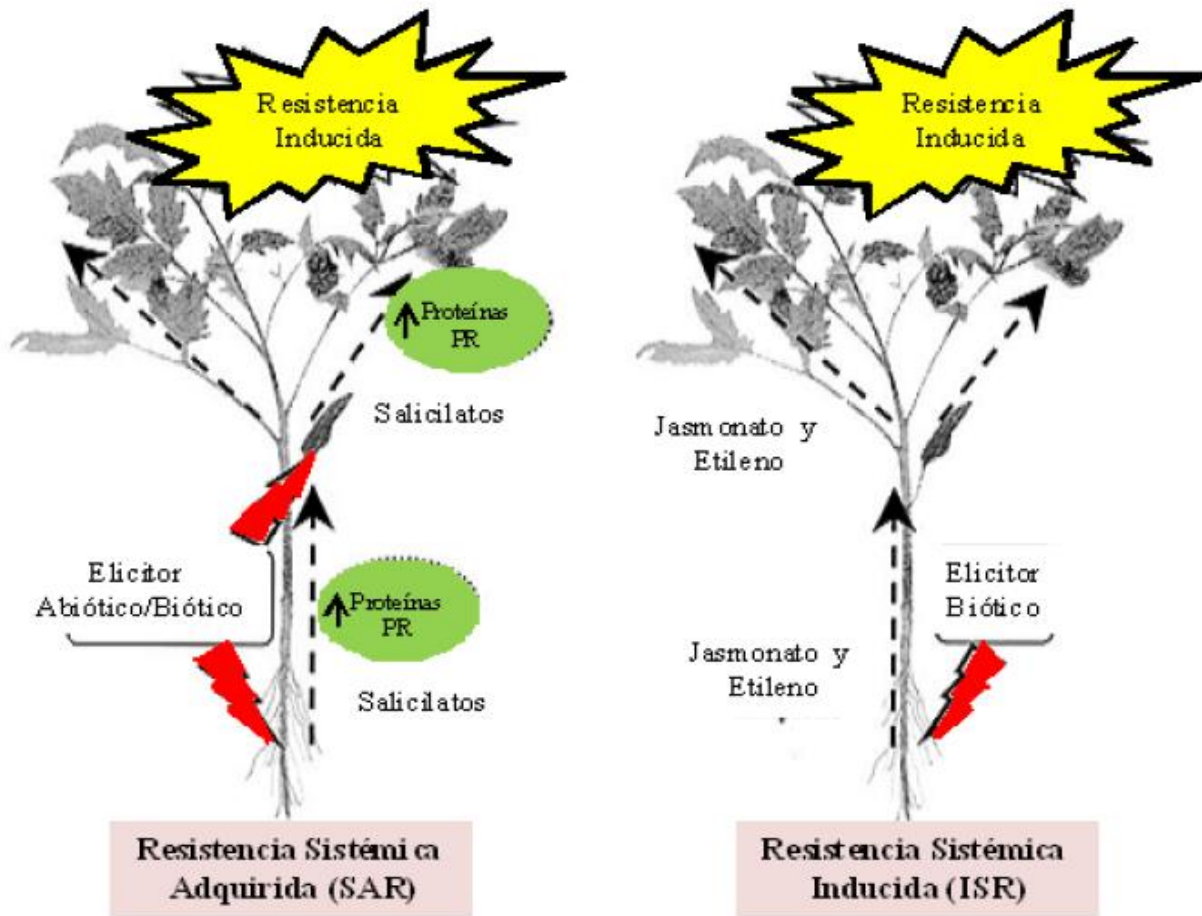 Resistencia
Inducida
↑ Proteínas
PR
Salicilatos
Elicitor
Abiótico/Biótico
↑ Proteínas
PR
Salicilatos
Resistencia Sistémica
Adquirida (SAR)
Resistencia
Inducida
Jasmonato y
Etileno
Elicitor
Biótico
Jasmonato y
Etileno
Resistencia Sistémica
Inducida (ISR)